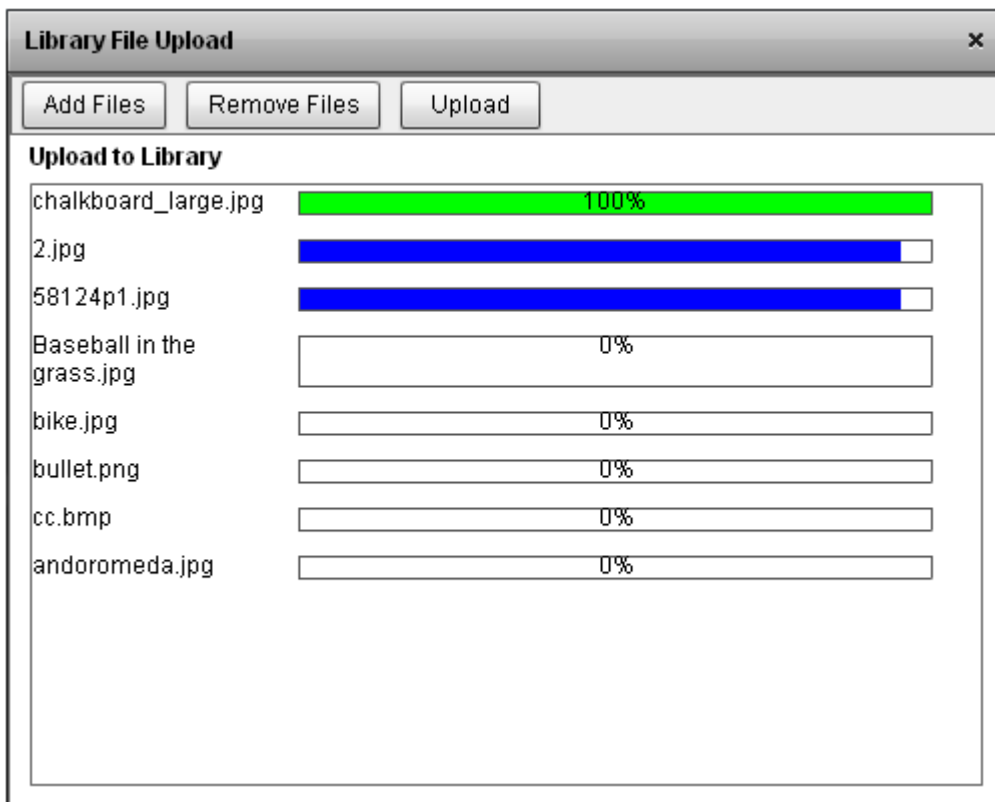 Library File Upload
Add Files Remove Files Upload
Upload to Library
chalkboard_large.jpg 100%
2.jpg
58124p1.jpg
Baseball in the 0%
grass.jpg
bike.jpg 0%
bullet.png 0%
cc.bmp 0%
andoromeda.jpg 0%